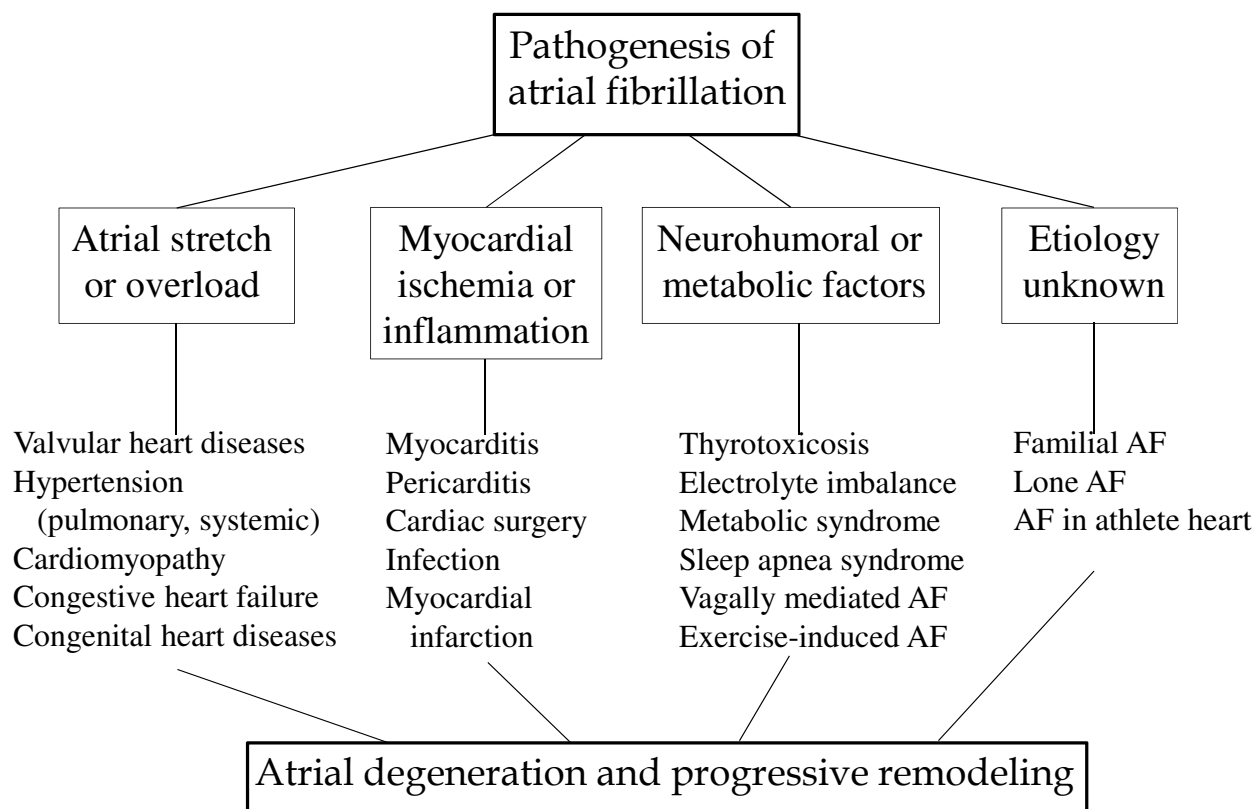 Pathogenesis of
atrial fibrillation
Atrial stretch
or overload
Myocardial
ischemia or
inflammation
Neurohumoral or
metabolic factors
Etiology
unknown
Valvular heart diseases
Hypertension
(pulmonary, systemic)
Cardiomyopathy
Congestive heart failure
Congenital heart diseases
Myocarditis
Pericarditis
Cardiac surgery
Infection
Myocardial
infarction
Thyrotoxicosis
Electrolyte imbalance
Metabolic syndrome
Sleep apnea syndrome
Vagally mediated AF
Exercise-induced AF
Familial AF
Lone AF
AF in athlete heart
Atrial degeneration and progressive remodeling